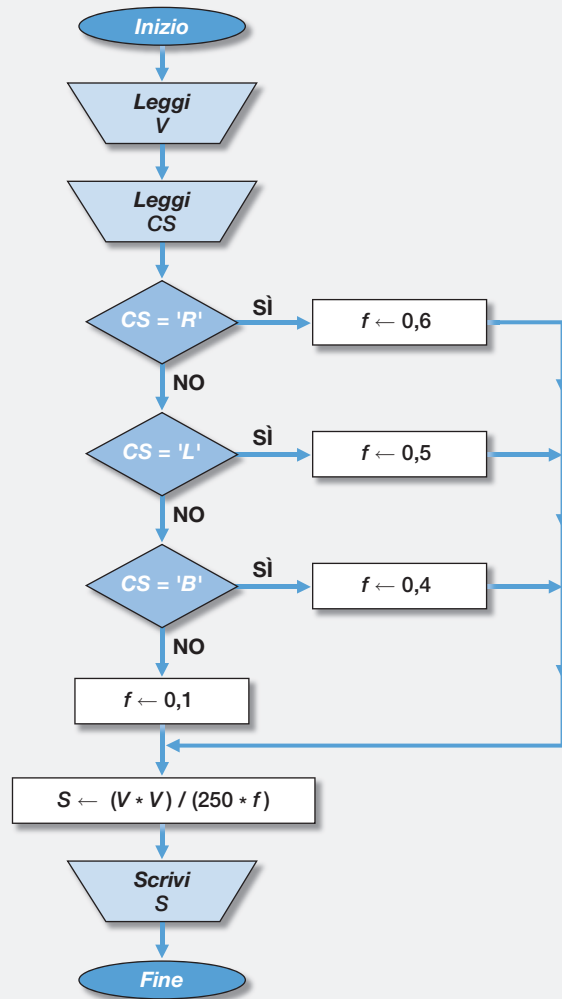 Inizio
Leggi
V
Leggi
CS
CS = 'R'
SÌ
f ← 0,6
NO
CS = 'L'
SÌ
f ← 0,5
NO
CS = 'B'
SÌ
f ← 0,4
NO
f ← 0,1
S ← (V * V) / (250 * f)
Scrivi
S
Fine